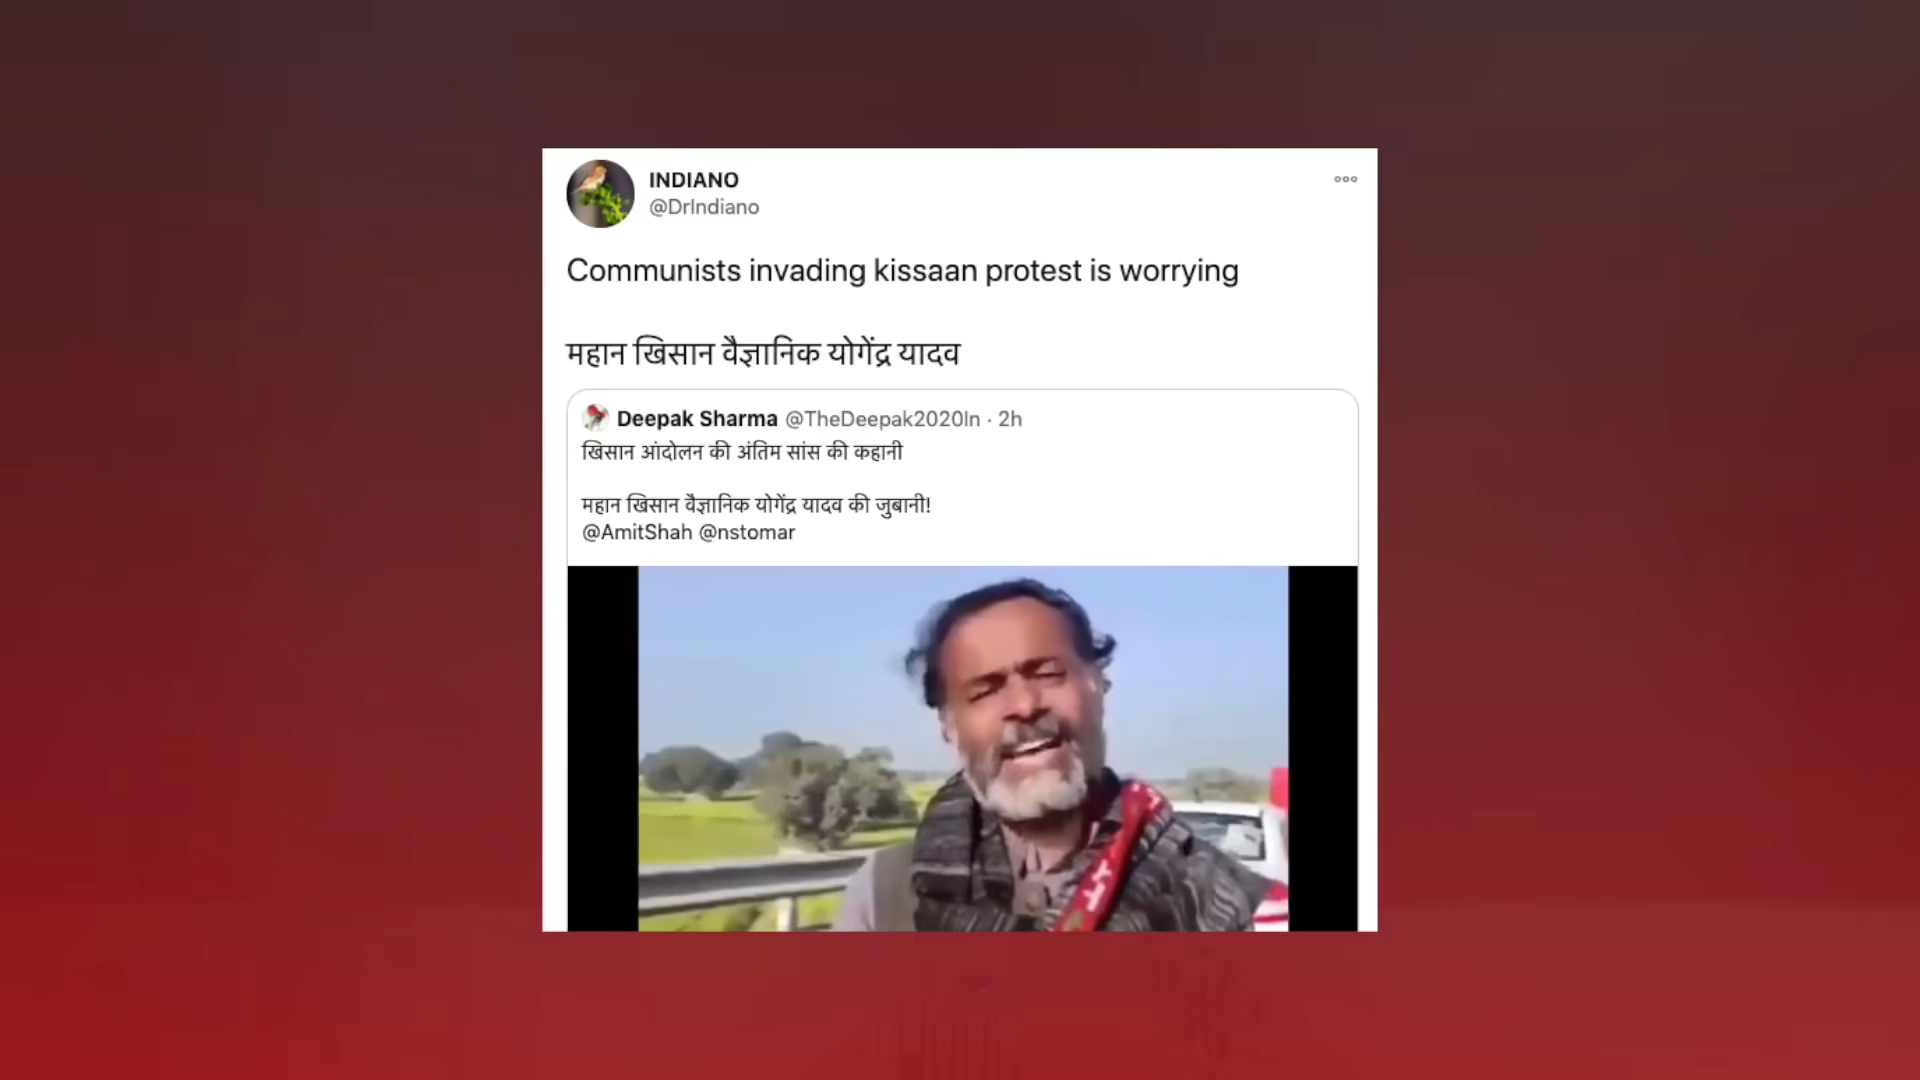 INDIANO
@DrIndiano
Communists invading kissaan protest is worrying
महान खिसान वैज्ञानिक योगेंद्र यादव
Deepak Sharma @TheDeepak2020In · 2h
खिसान आंदोलन की अंतिम सांस की कहानी
महान खिसान वैज्ञानिक योगेंद्र यादव की जुबानी!
@AmitShah @nstomar